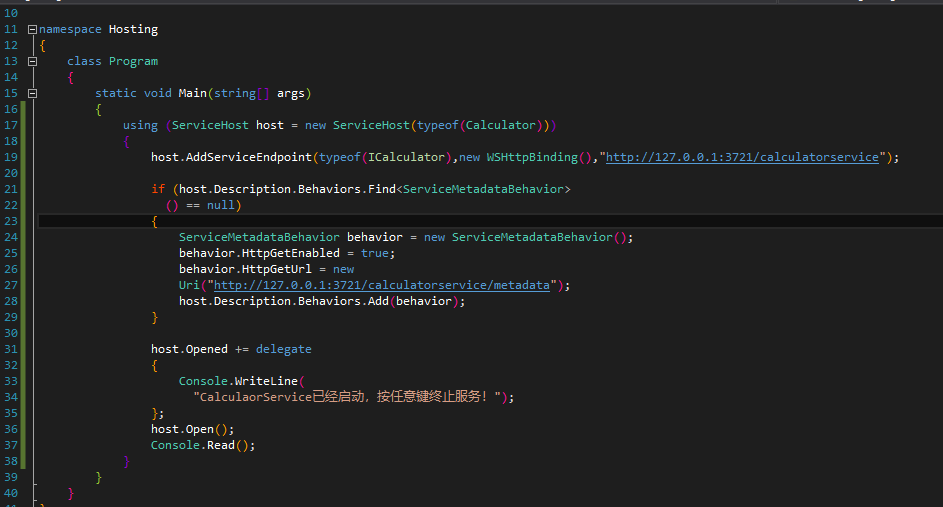 10
11 namespace Hosting
12 {
13 class Program
14 {
15 static void Main(string[] args)
16 {
17 using (ServiceHost host = new ServiceHost(typeof(Calculator)))
18 {
19 host.AddServiceEndpoint(typeof(ICalculator),new WSHttpBinding(),"http://127.0.0.1:3721/calculatorservice");
20
21 if (host.Description.Behaviors.Find<ServiceMetadataBehavior>
22 () == null)
23 {
24 ServiceMetadataBehavior behavior = new ServiceMetadataBehavior();
25 behavior.HttpGetEnabled = true;
26 behavior.HttpGetUrl = new
27 Uri("http://127.0.0.1:3721/calculatorservice/metadata");
28 host.Description.Behaviors.Add(behavior);
29 }
30
31 host.Opened += delegate
32 {
33 Console.WriteLine(
34 "CalculaorService已经启动，按任意键终止服务！");
35 };
36 host.Open();
37 Console.Read();
38 }
39 }
40 }